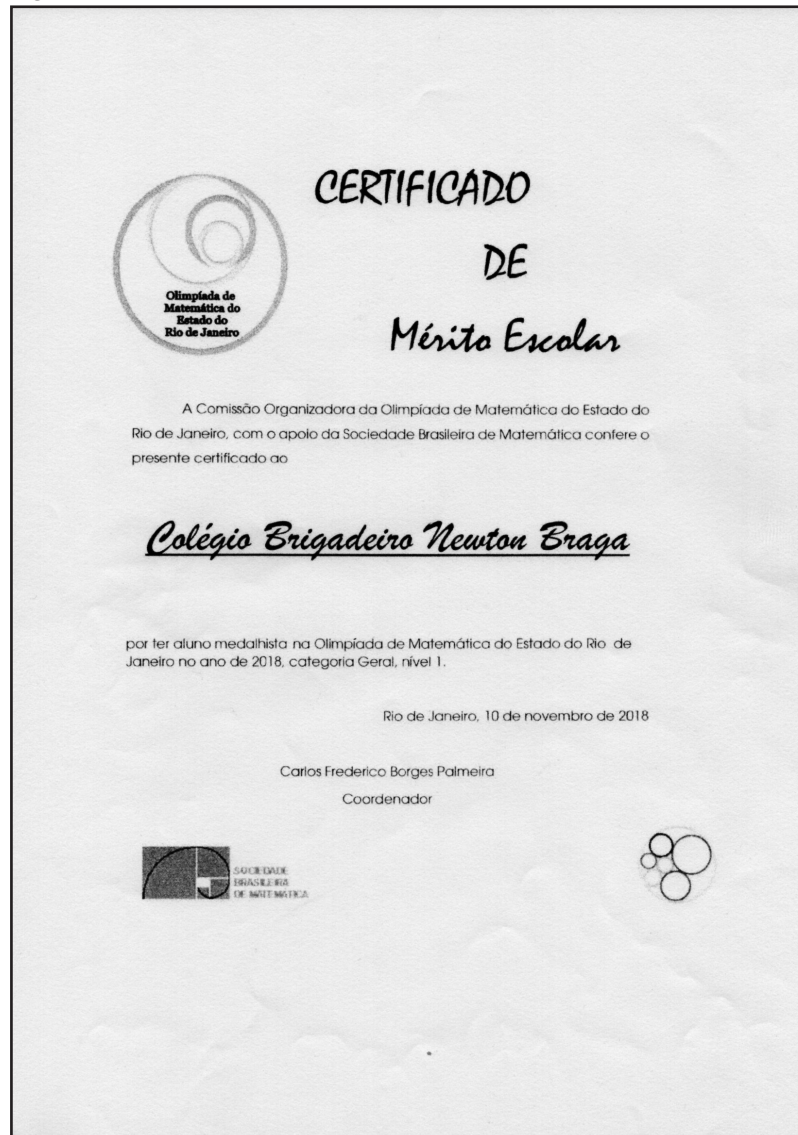 CERTIFICADO
DE
Mérito Escolar
Olimpíada de
Matemática do
Estado do
Rio de Janeiro
A Comissão Organizadora da Olimpíada de Matemática do Estado do
Rio de Janeiro, com o apoio da Sociedade Brasileira de Matemática confere o
presente certificado ao
Colégio Brigadeiro Newton Braga
por ter aluno medalhista na Olimpíada de Matemática do Estado do Rio de
Janeiro no ano de 2018, categoria Geral, nível 1.
Rio de Janeiro, 10 de novembro de 2018
Carlos Frederico Borges Palmeira
Coordenador
SOCIEDADE
BRASILEIRA
DE MATEMATICA